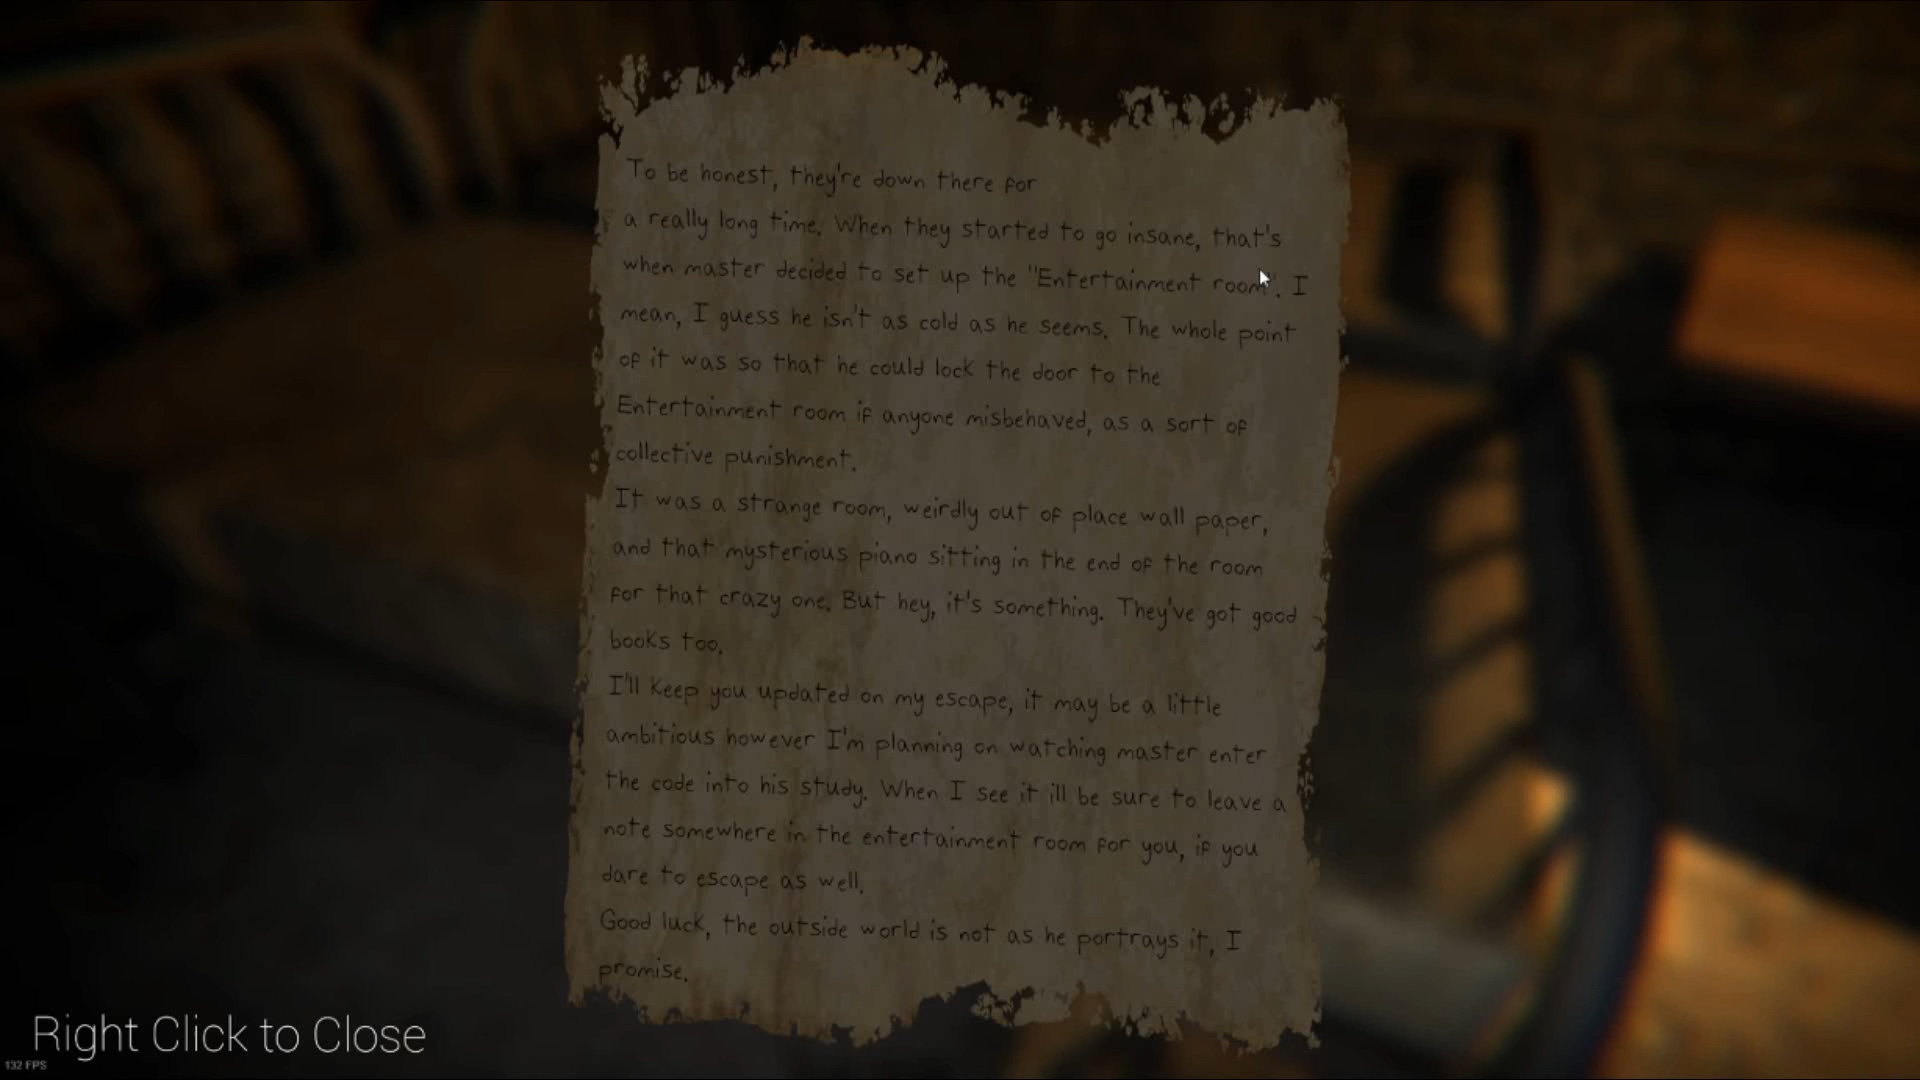 To be honest, they're down there for
a really long time. When they started to go insane, that's
when master decided to set up the "Entertainment room". I
mean, I guess he isn't as cold as he seems. The whole point
of it was so that he could lock the door to the
Entertainment room if anyone misbehaved, as a sort of
collective punishment.
It was a strange room, weirdly out of place wall paper,
and that mysterious piano sitting in the end of the room
for that crazy one. But hey, it's something. They've got good
books too.
I'll keep you updated on my escape, it may be a little
ambitious however I'm planning on watching master enter
the code into his study. When I see it ill be sure to leave a
note somewhere in the entertainment room for you, if you
dare to escape as well.
Good luck, the outside world is not as he portrays it, I
promise.
Right Click to Close
132 FPS